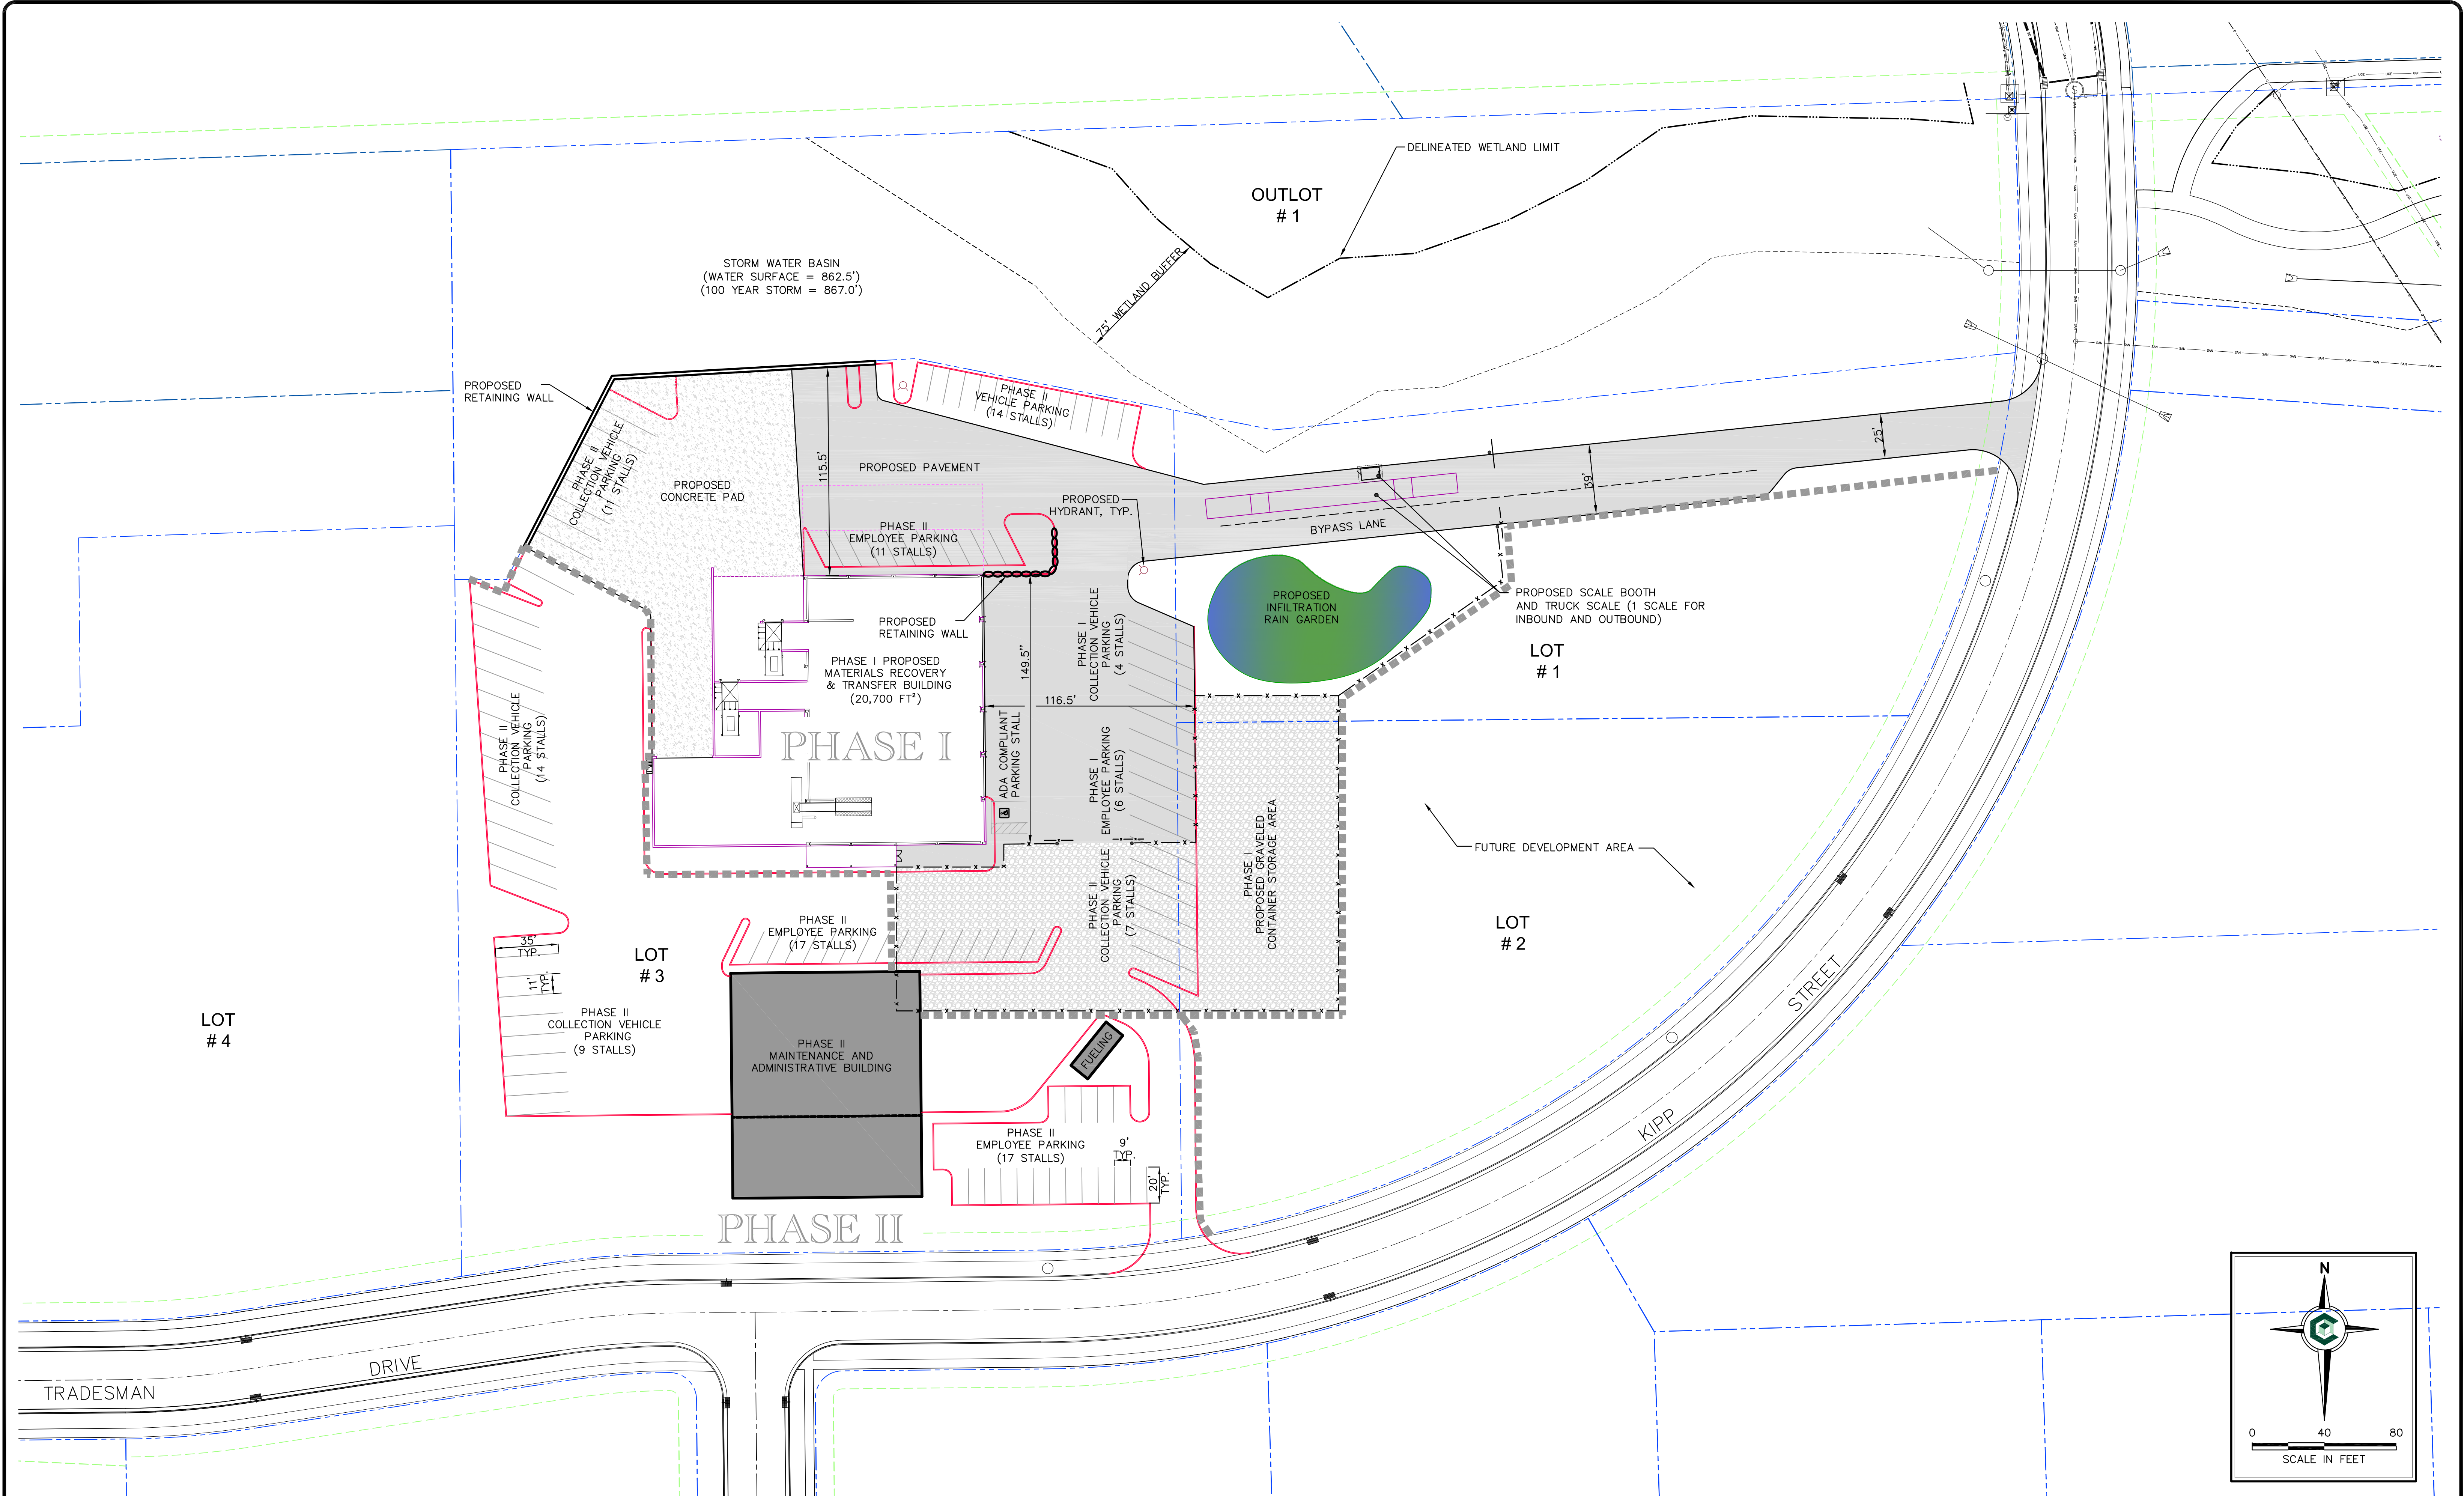 DELINEATED WETLAND LIMIT
OUTLOT
# 1
STORM WATER BASIN
(WATER SURFACE = 862.5')
(100 YEAR STORM = 867.0')
75' WETLAND BUFFER
S
PROPOSED
RETAINING WALL
PHASE II
VEHICLE PARKING
(14 STALLS)
PHASE II
COLLECTION VEHICLE
PARKING
(11 STALLS)
PROPOSED
CONCRETE PAD
115.5'
PROPOSED PAVEMENT
25'
39'
PROPOSED
HYDRANT, TYP.
BYPASS LANE
PHASE II
EMPLOYEE PARKING
(11 STALLS)
PROPOSED
INFILTRATION
RAIN GARDEN
PROPOSED SCALE BOOTH
AND TRUCK SCALE (1 SCALE FOR
INBOUND AND OUTBOUND)
PROPOSED
RETAINING WALL
PHASE I PROPOSED
MATERIALS RECOVERY
& TRANSFER BUILDING
(20,700 FT²)
149.5"
116.5'
PHASE I
COLLECTION VEHICLE
PARKING
(4 STALLS)
LOT
# 1
PHASE I
ADA COMPLIANT
PARKING STALL
PHASE I
EMPLOYEE PARKING
(6 STALLS)
PHASE II
COLLECTION VEHICLE
PARKING
(14 STALLS)
PHASE I
PROPOSED GRAVELED
CONTAINER STORAGE AREA
FUTURE DEVELOPMENT AREA
PHASE II
COLLECTION VEHICLE
PARKING
(7 STALLS)
PHASE II
EMPLOYEE PARKING
(17 STALLS)
35'
TYP.
11'
TYP.
LOT
# 3
LOT
# 2
LOT
# 4
PHASE II
COLLECTION VEHICLE
PARKING
(9 STALLS)
PHASE II
MAINTENANCE AND
ADMINISTRATIVE BUILDING
FUELING
PHASE II
EMPLOYEE PARKING
(17 STALLS)
9'
TYP.
20'
TYP.
PHASE II
KIPP
STREET
TRADESMAN
DRIVE
N
0 40 80
SCALE IN FEET